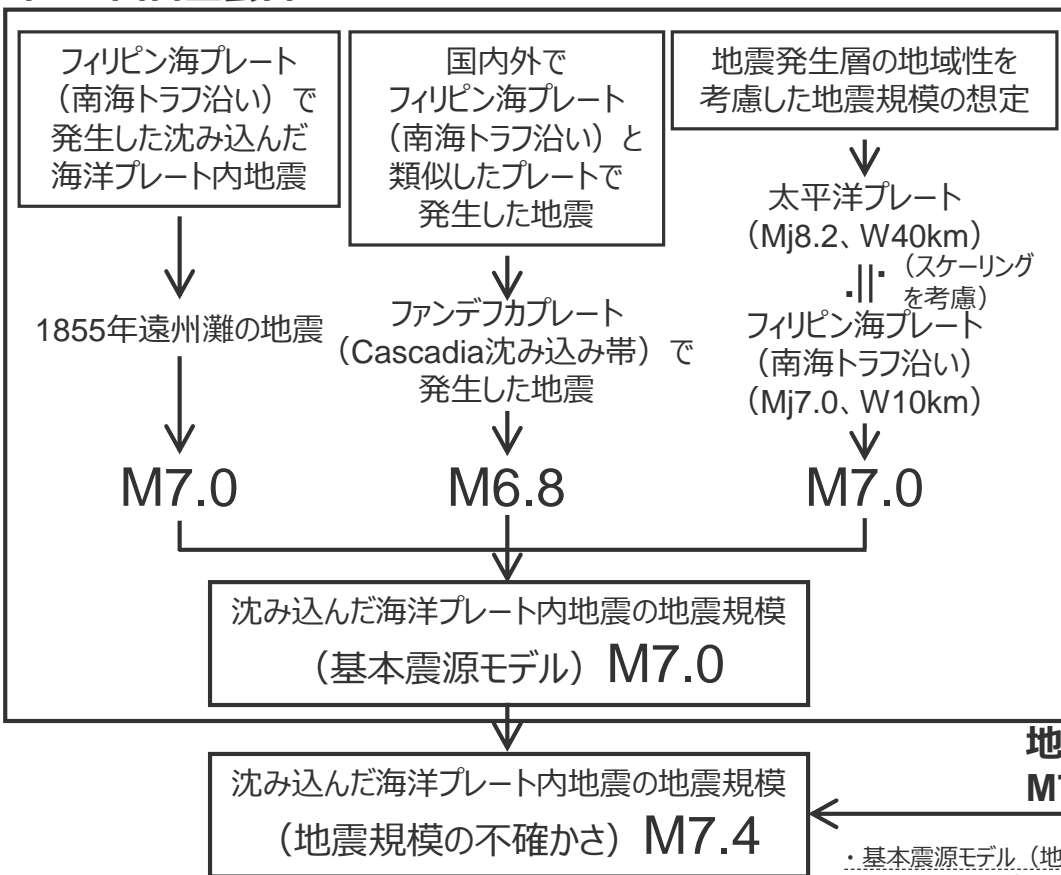 フィリピン海プレート
（南海トラフ沿い）で
発生した沈み込んだ
海洋プレート内地震
国内外で
フィリピン海プレート
（南海トラフ沿い）と
類似したプレートで
発生した地震
地震発生層の地域性を
考慮した地震規模の想定
1855年遠州灘の地震
ファンデフカプレート
（Cascadia沈み込み帯）で
発生した地震
太平洋プレート
（Mj8.2、W40km）
（スケーリング
を考慮）
フィリピン海プレート
（南海トラフ沿い）
（Mj7.0、W10km）
M7.0
M6.8
M7.0
沈み込んだ海洋プレート内地震の地震規模
（基本震源モデル）M7.0
沈み込んだ海洋プレート内地震の地震規模
（地震規模の不確かさ）M7.4
地
・基本震源モデル（地